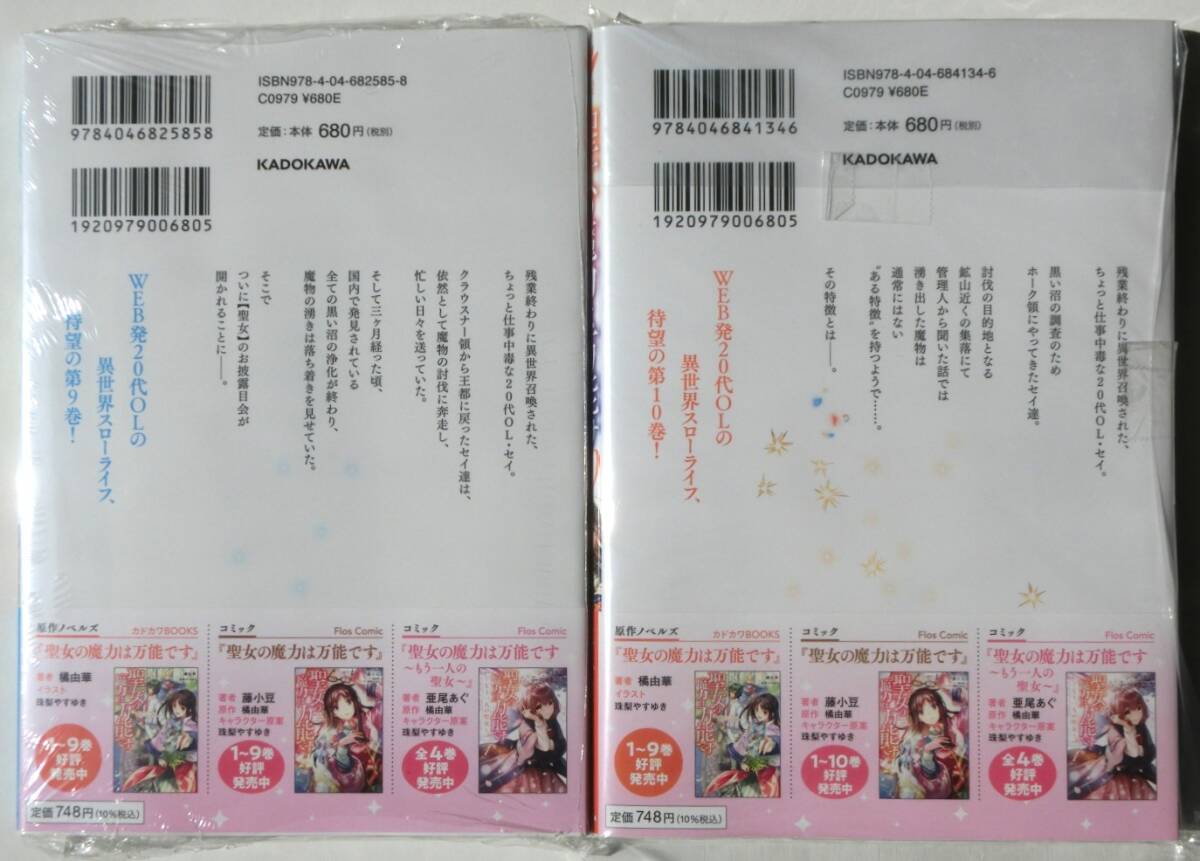 9784046825858
1920979006805
ISBN978-4-04-682585-8
C0979 ¥680E
定価:本体 680円(税別)
KADOKAWA
残業終わりに異世界召喚された、
ちょっと仕事中毒な20代OL・セイ。
クラウスナー領から王都に戻ったセイ達は、
依然として魔物の討伐に奔走し、
忙しい日々を送っていた。
そして三ヶ月経った頃、
国内で発見されている
全ての黒い沼の浄化が終わり、
魔物の湧きは落ち着きを見せていた。
そこで
ついに【聖女】のお披露目会が
開かれることに――。
WEB発20代OLの
異世界スローライフ、
待望の第9巻!
原作ノベルズ
カドカワBOOKS
『聖女の魔力は万能です』
著者 橘由華
イラスト
珠梨やすゆき
1~9巻
好評
発売中
コミック
Flos Comic
『聖女の魔力は万能です』
著者 藤小豆
原作 橘由華
キャラクター原案
珠梨やすゆき
1~9巻
好評
発売中
コミック
Flos Comic
『聖女の魔力は万能です
~もう一人の
聖女~』
著者 亜尾あぐ
原作 橘由華
キャラクター原案
珠梨やすゆき
全4巻
好評
発売中
定価 748円(10%税込)
9784046841346
1920979006805
ISBN978-4-04-684134-6
C0979 ¥680E
定価:本体 680円(税別)
KADOKAWA
残業終わりに異世界召喚された、
ちょっと仕事中毒な20代OL・セイ。
黒い沼の調査のため
ホーク領にやってきたセイ達。
討伐の目的地となる
鉱山近くの集落にて
管理人から聞いた話では
湧き出した魔物は
通常にはない
“ある特徴”を持つようで……。
その特徴とは――。
WEB発20代OLの
異世界スローライフ、
待望の第10巻!
原作ノベルズ
カドカワBOOKS
『聖女の魔力は万能です』
著者 橘由華
イラスト
珠梨やすゆき
1~9巻
好評
発売中
コミック
Flos Comic
『聖女の魔力は万能です』
著者 藤小豆
原作 橘由華
キャラクター原案
珠梨やすゆき
1~10巻
好評
発売中
コミック
Flos Comic
『聖女の魔力は万能です
~もう一人の
聖女~』
著者 亜尾あぐ
原作 橘由華
キャラクター原案
珠梨やすゆき
全4巻
好評
発売中
定価 748円(10%税込)